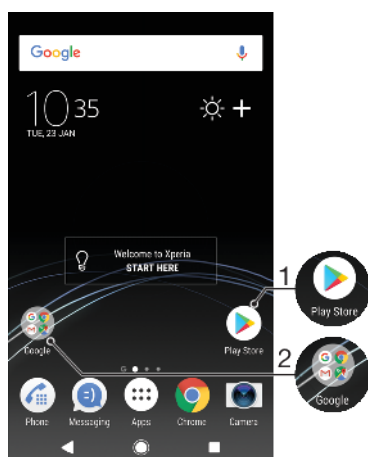 Google
10 35
TUE, 23 JAN
Welcome to Xperia
START HERE
1
Play Store
Google
Play Store
2
Google
G
Phone
Messaging
Apps
Chrome
Camera